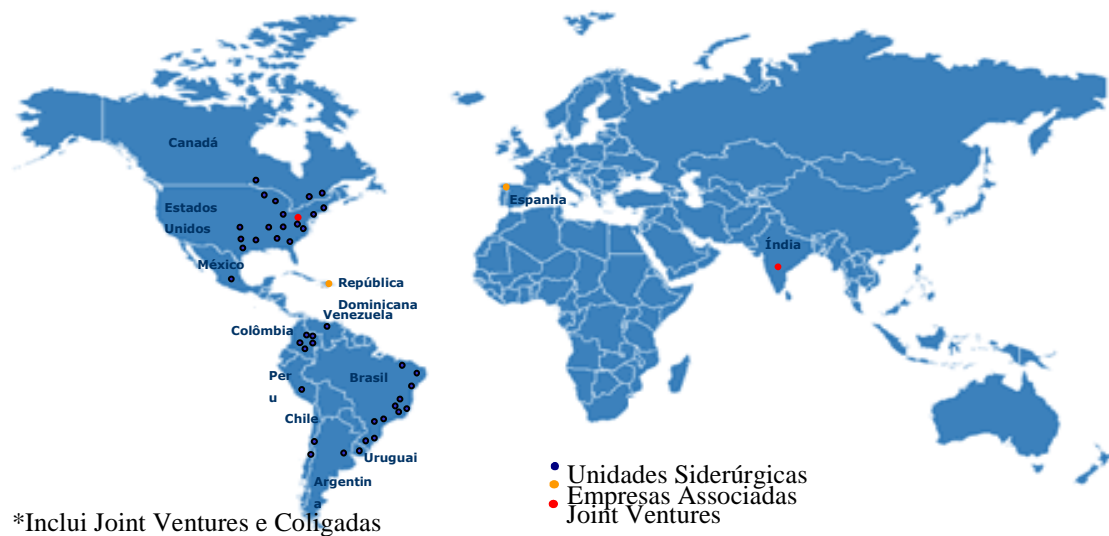 Canadá
Espanha
Estados
Unidos
Índia
México
República
Dominicana
Venezuela
Colômbia
Per
u
Brasil
Chile
Uruguai
Argentin
a
Unidades Siderúrgicas
Empresas Associadas
Joint Ventures
*Inclui Joint Ventures e Coligadas